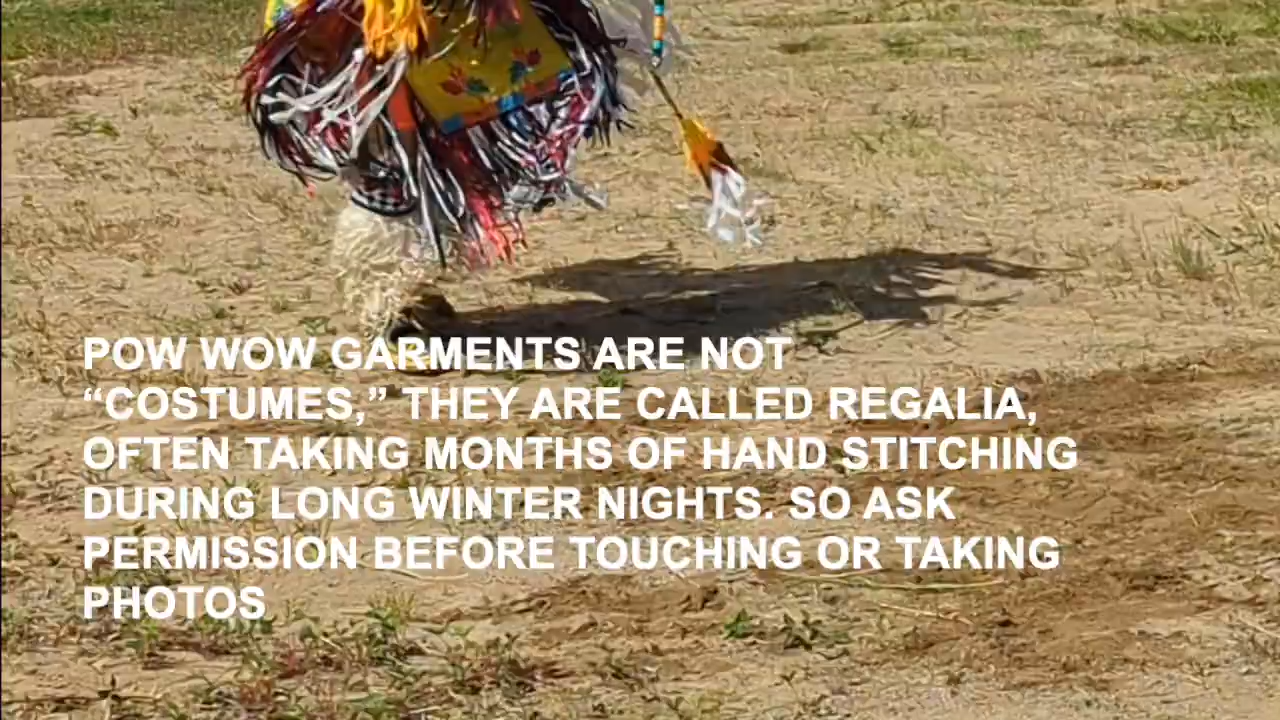 POW WOW GARMENTS ARE NOT
“COSTUMES,” THEY ARE CALLED REGALIA,
OFTEN TAKING MONTHS OF HAND STITCHING
DURING LONG WINTER NIGHTS. SO ASK
PERMISSION BEFORE TOUCHING OR TAKING
PHOTOS